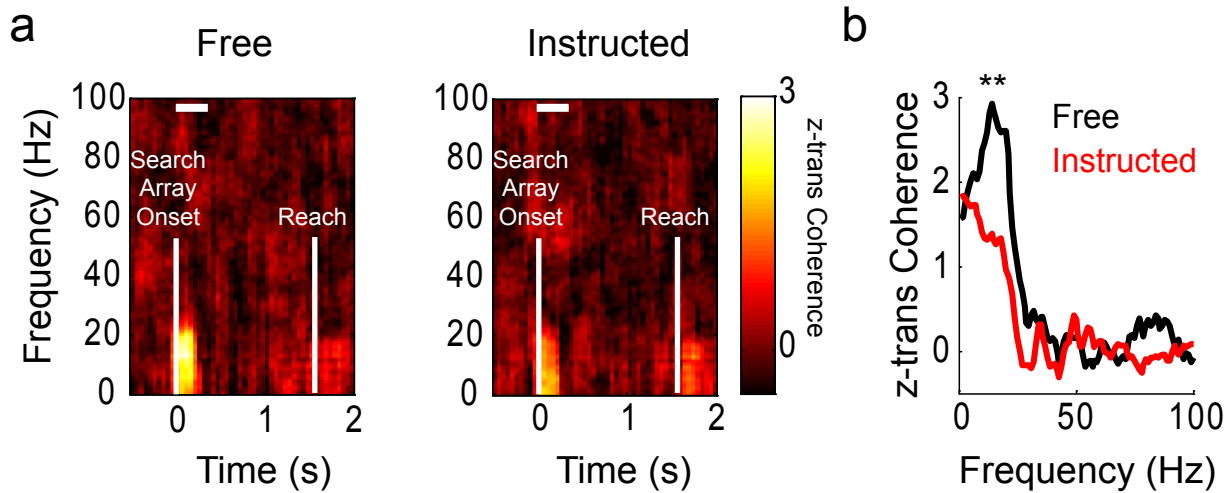 a
Free
Instructed
b
Frequency (Hz)
100
80
60
40
20
0
Search
Array
Onset
Reach
0
1
2
Time (s)
100
80
60
40
20
0
Search
Array
Onset
Reach
0
1
2
Time (s)
3
0
z-trans Coherence
**
Free
Instructed
z-trans Coherence
3
2
1
0
0
50
100
Frequency (Hz)